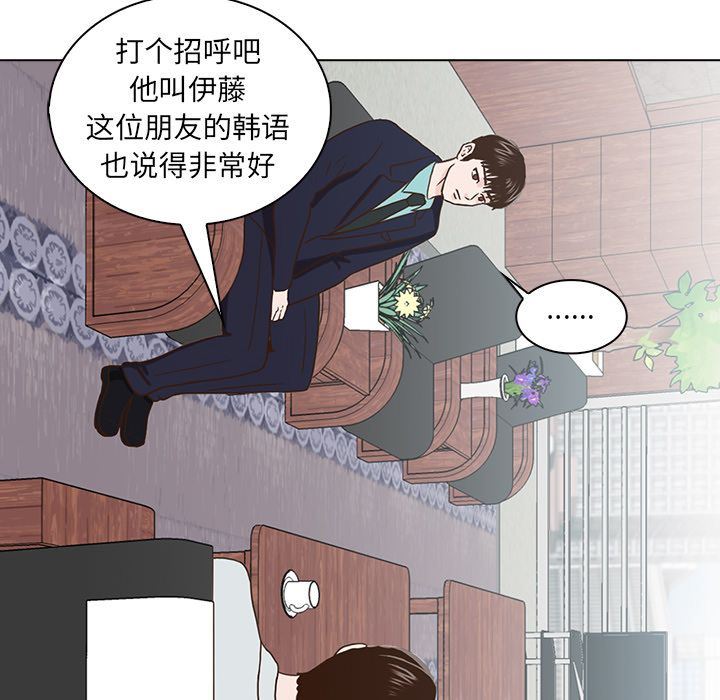 打个招呼吧
他叫伊藤
这位朋友的韩语
也说得非常好
……